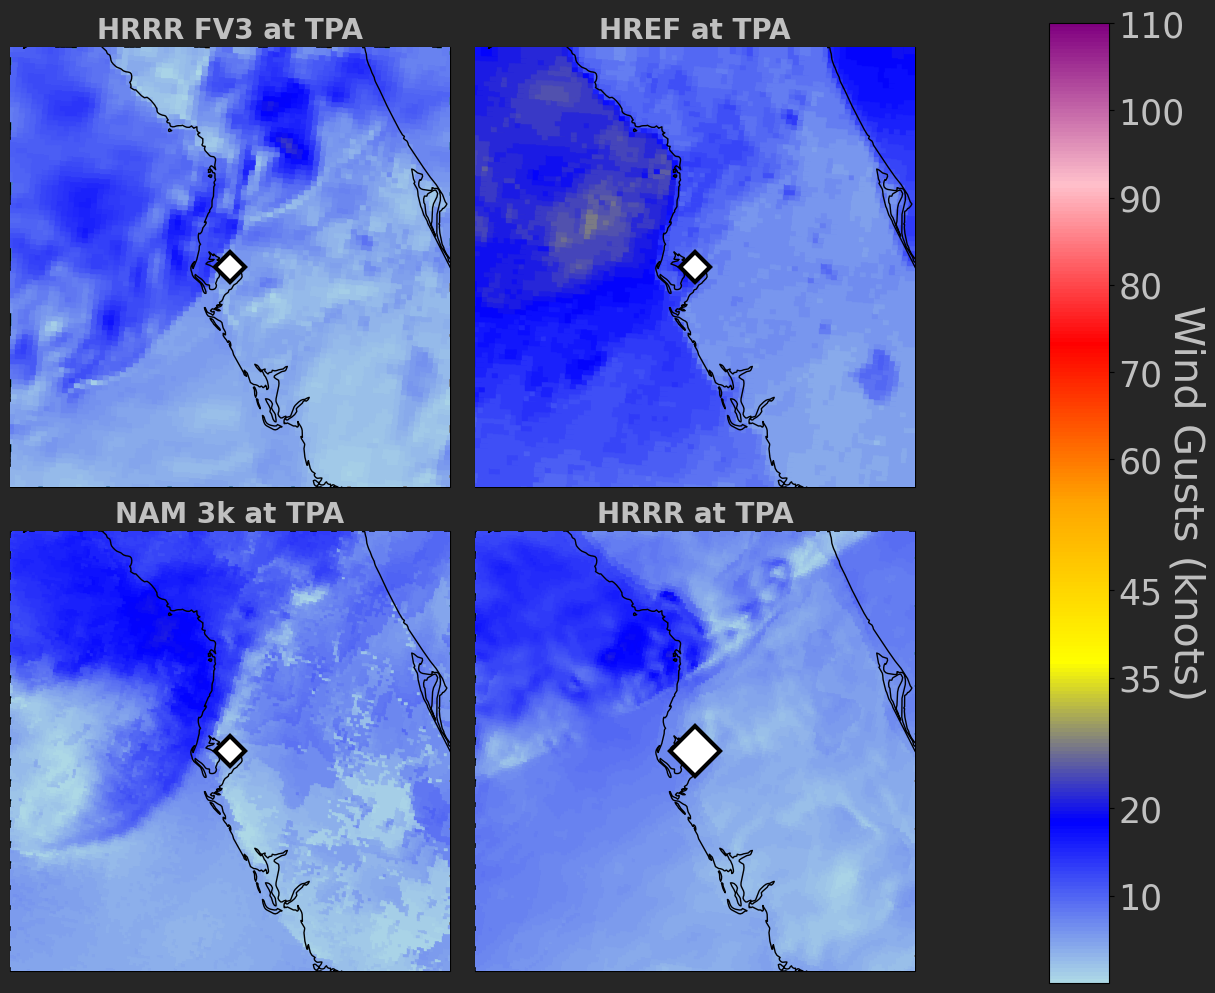 HRRR FV3 at TPA
HREF at TPA
NAM 3k at TPA
HRRR at TPA
110
100
90
80
70
60
45
35
20
10
Wind Gusts (knots)